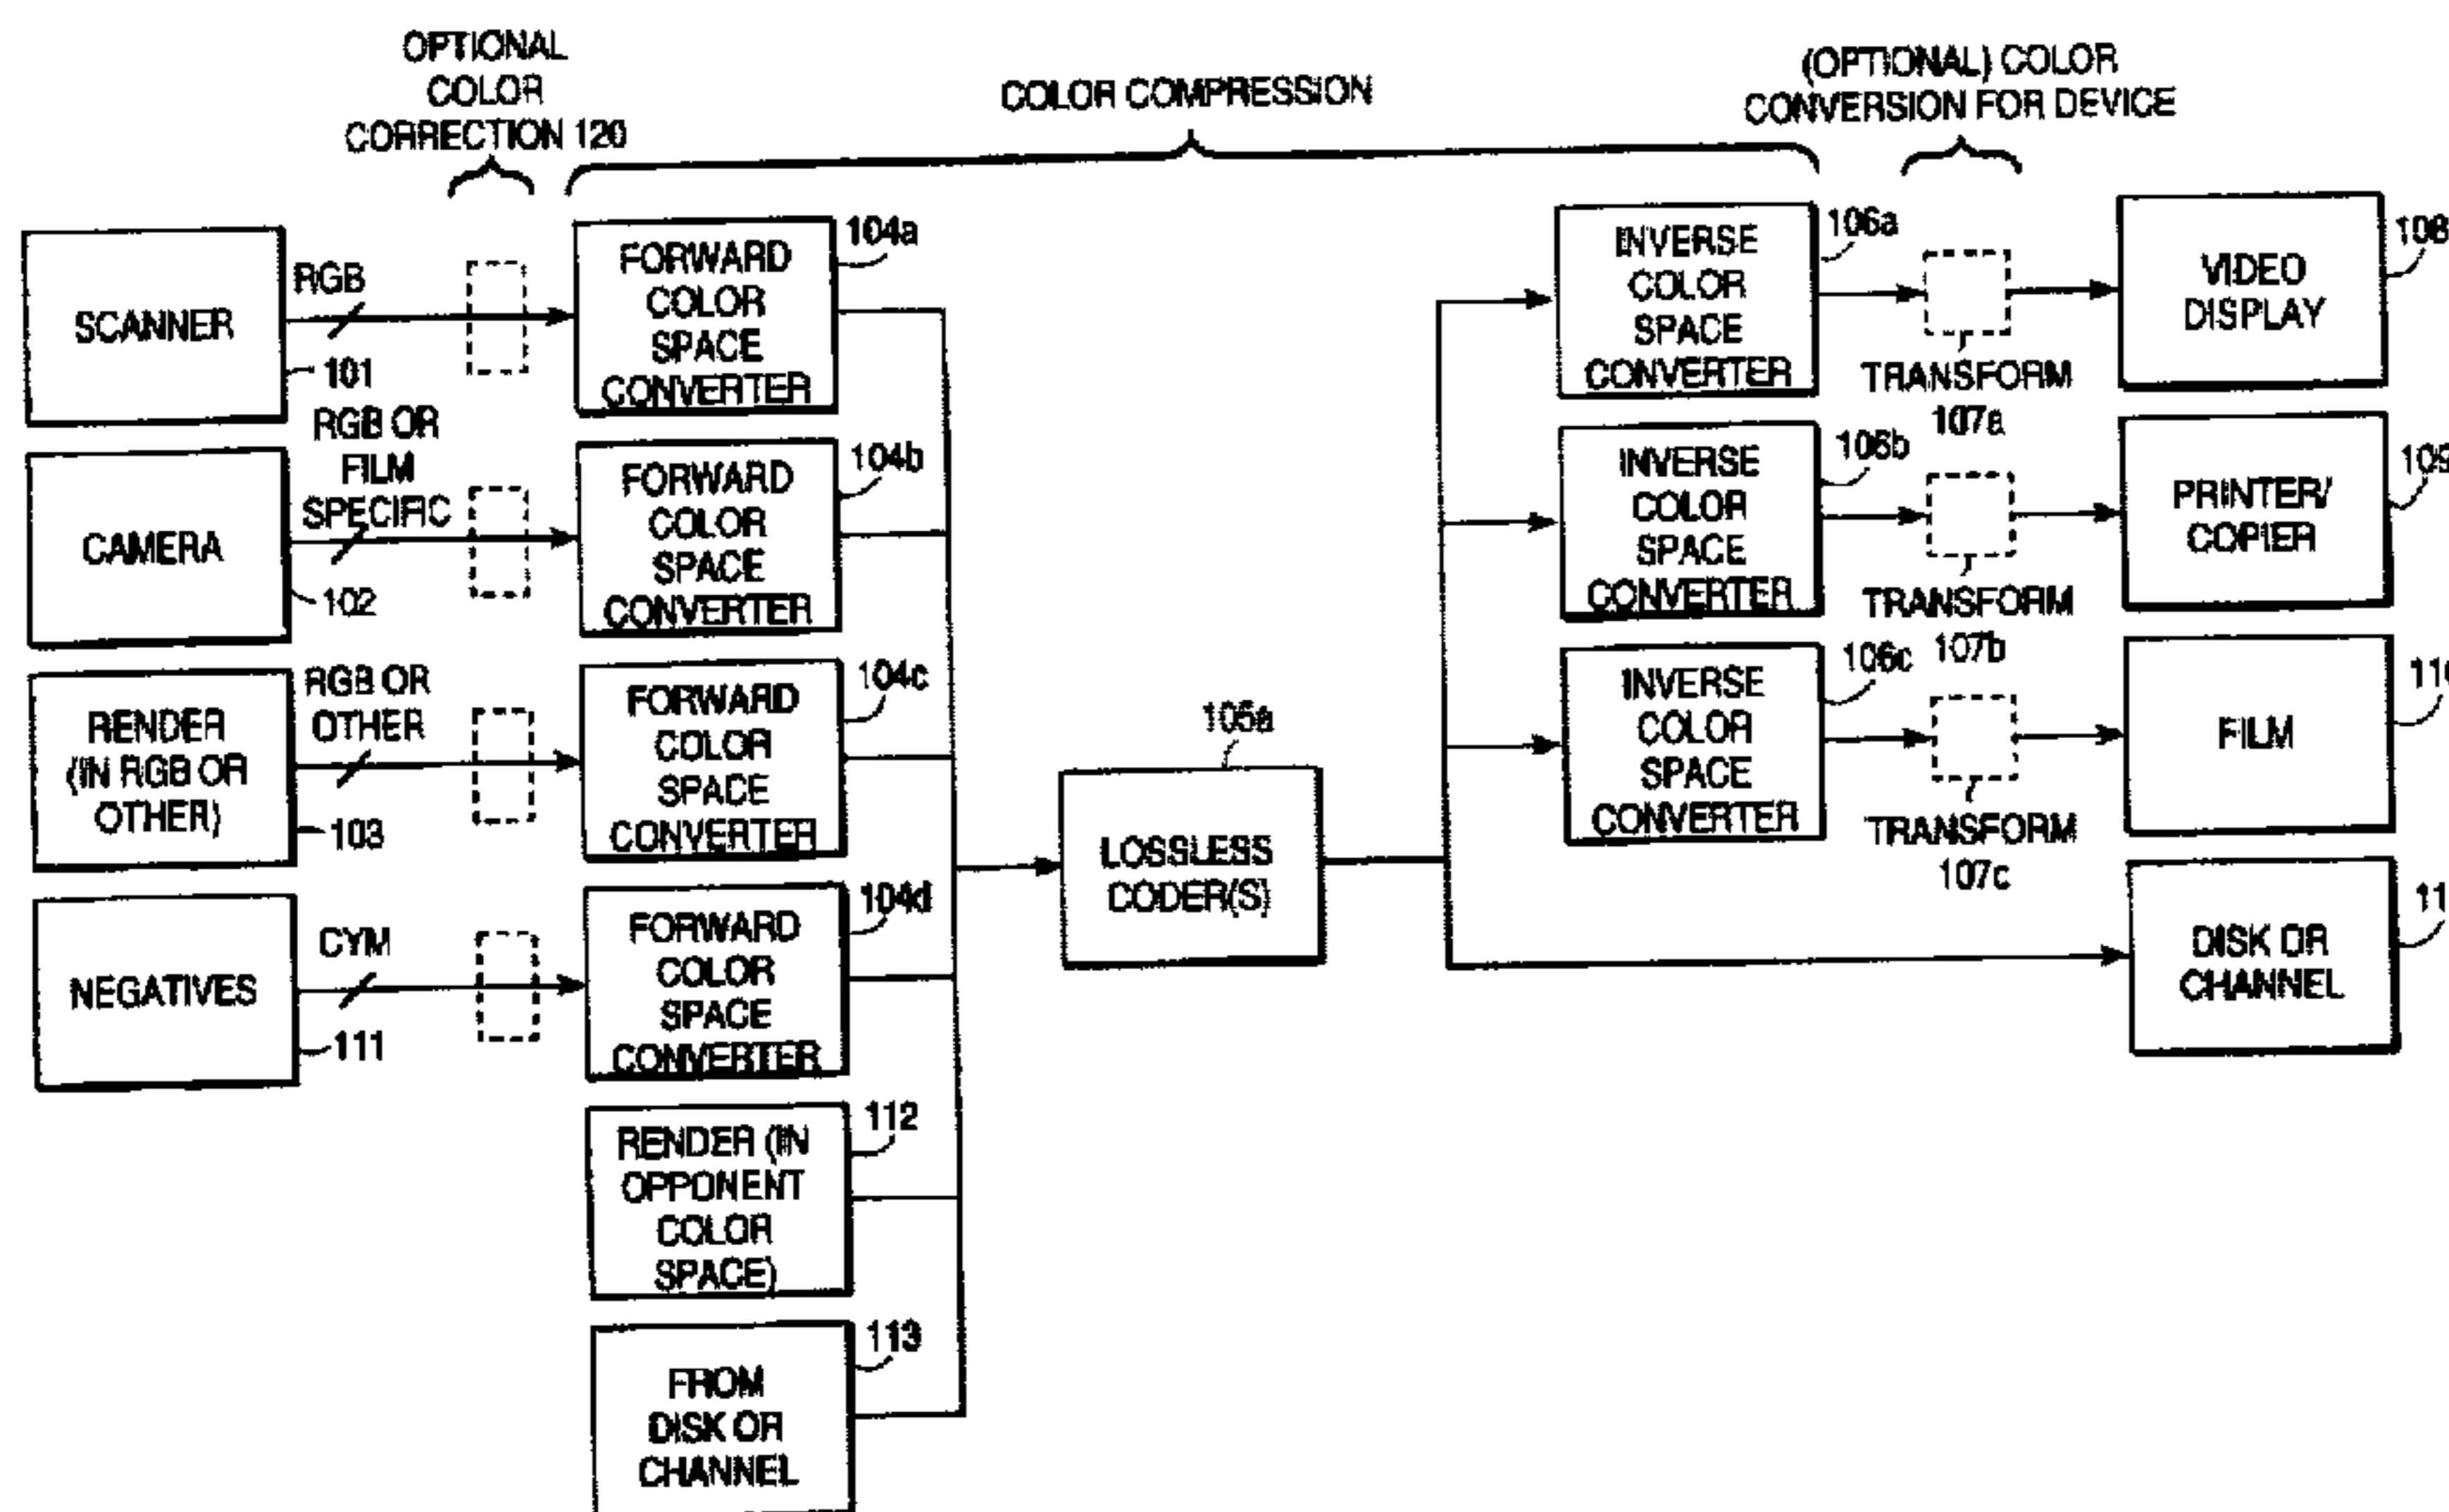 OPTIONAL
COLOR
CORRECTION 120
COLOR COMPRESSION
(OPTIONAL) COLOR
CONVERSION FOR DEVICE
SCANNER
101
RGB
FORWARD
COLOR
SPACE
CONVERTER
104a
INVERSE
COLOR
SPACE
CONVERTER
106a
TRANSFORM
107a
VIDEO
DISPLAY
108
CAMERA
102
RGB OR
FILM
SPECIFIC
FORWARD
COLOR
SPACE
CONVERTER
104b
INVERSE
COLOR
SPACE
CONVERTER
106b
TRANSFORM
107b
PRINTER/
COPIER
109
RENDER
(IN RGB OR
OTHER)
103
RGB OR
OTHER
FORWARD
COLOR
SPACE
CONVERTER
104c
105a
LOSSLESS
CODER(S)
INVERSE
COLOR
SPACE
CONVERTER
106c
TRANSFORM
107c
FILM
NEGATIVES
111
CYM
FORWARD
COLOR
SPACE
CONVERTER
104d
DISK OR
CHANNEL
RENDER (IN
OPPONENT
COLOR
SPACE)
112
FROM
DISK OR
CHANNEL
113